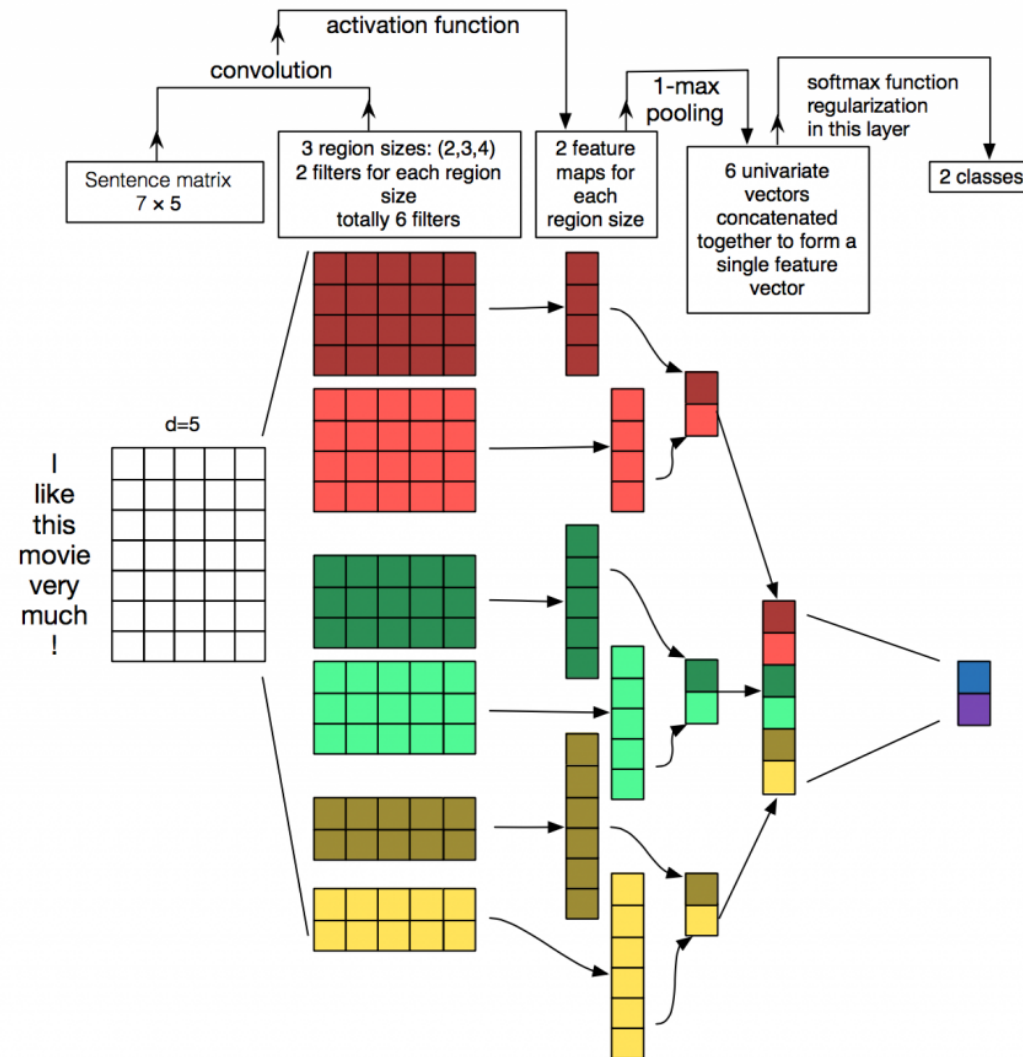 activation function
convolution
1-max
pooling
softmax function
regularization
in this layer
Sentence matrix
7 × 5
3 region sizes: (2,3,4)
2 filters for each region
size
totally 6 filters
2 feature
maps for
each
region size
6 univariate
vectors
concatenated
together to form a
single feature
vector
2 classes
d=5
I
like
this
movie
very
much
!